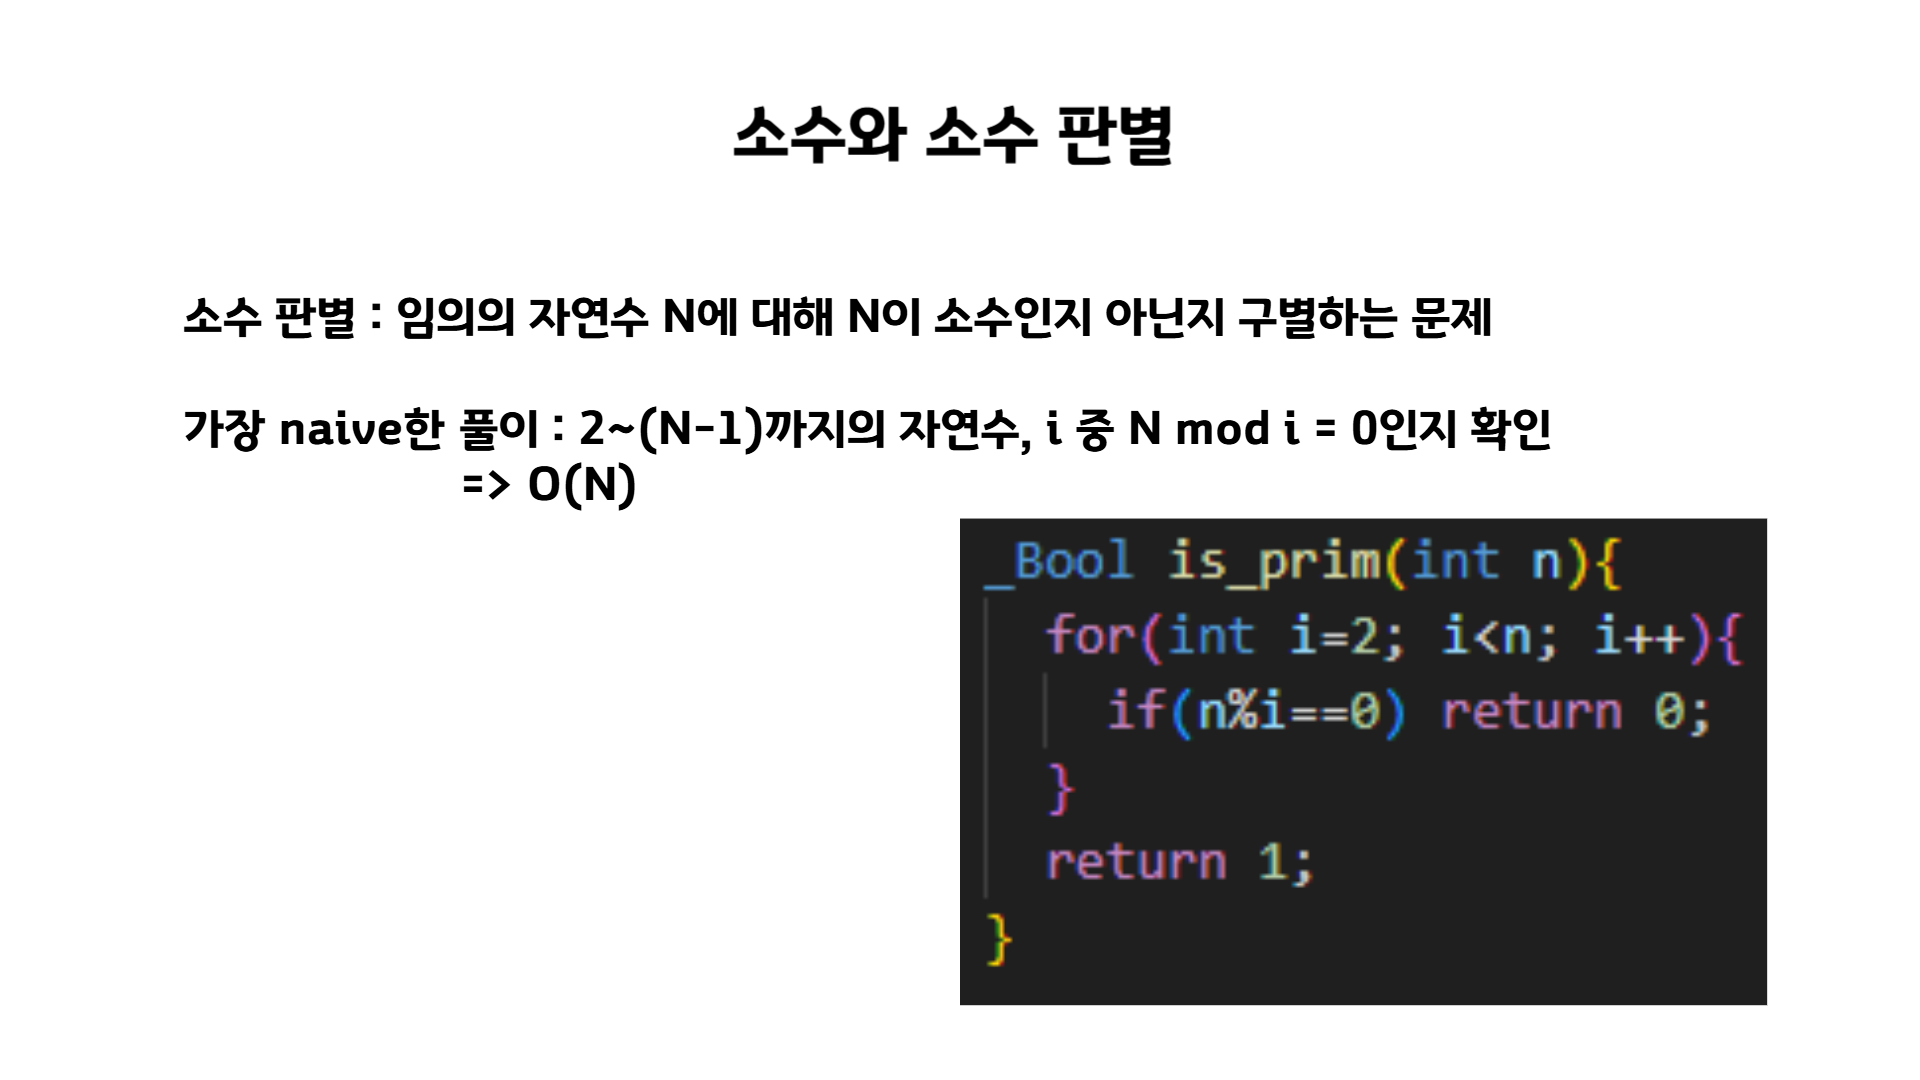 소수와 소수 판별
소수 판별 : 임의의 자연수 N에 대해 N이 소수인지 아닌지 구별하는 문제
가장 naive한 풀이 : 2~(N-1)까지의 자연수, i 중 N mod i = 0인지 확인
=> O(N)
_Bool is_prim(int n){
for(int i=2; i<n; i++){
if(n%i==0) return 0;
}
return 1;
}